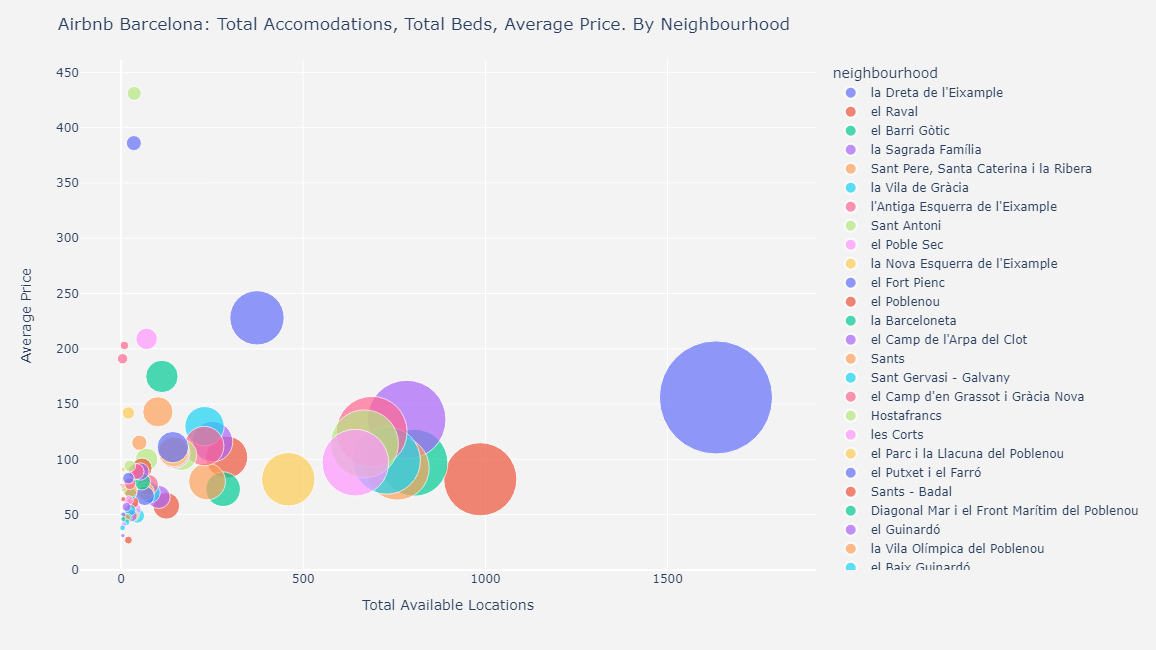 Airbnb Barcelona: Total Accomodations, Total Beds, Average Price. By Neighbourhood
neighbourhood
la Dreta de l'Eixample
el Raval
el Barri Gòtic
la Sagrada Família
Sant Pere, Santa Caterina i la Ribera
la Vila de Gràcia
l'Antiga Esquerra de l'Eixample
Sant Antoni
el Poble Sec
la Nova Esquerra de l'Eixample
el Fort Pienc
el Poblenou
la Barceloneta
el Camp de l'Arpa del Clot
Sants
Sant Gervasi - Galvany
el Camp d'en Grassot i Gràcia Nova
Hostafrancs
les Corts
el Parc i la Llacuna del Poblenou
el Putxet i el Farró
Sants - Badal
Diagonal Mar i el Front Marítim del Poblenou
el Guinardó
la Vila Olímpica del Poblenou
el Baix Guinardó
450
400
350
300
250
200
150
100
50
0
Average Price
0
500
1000
1500
Total Available Locations